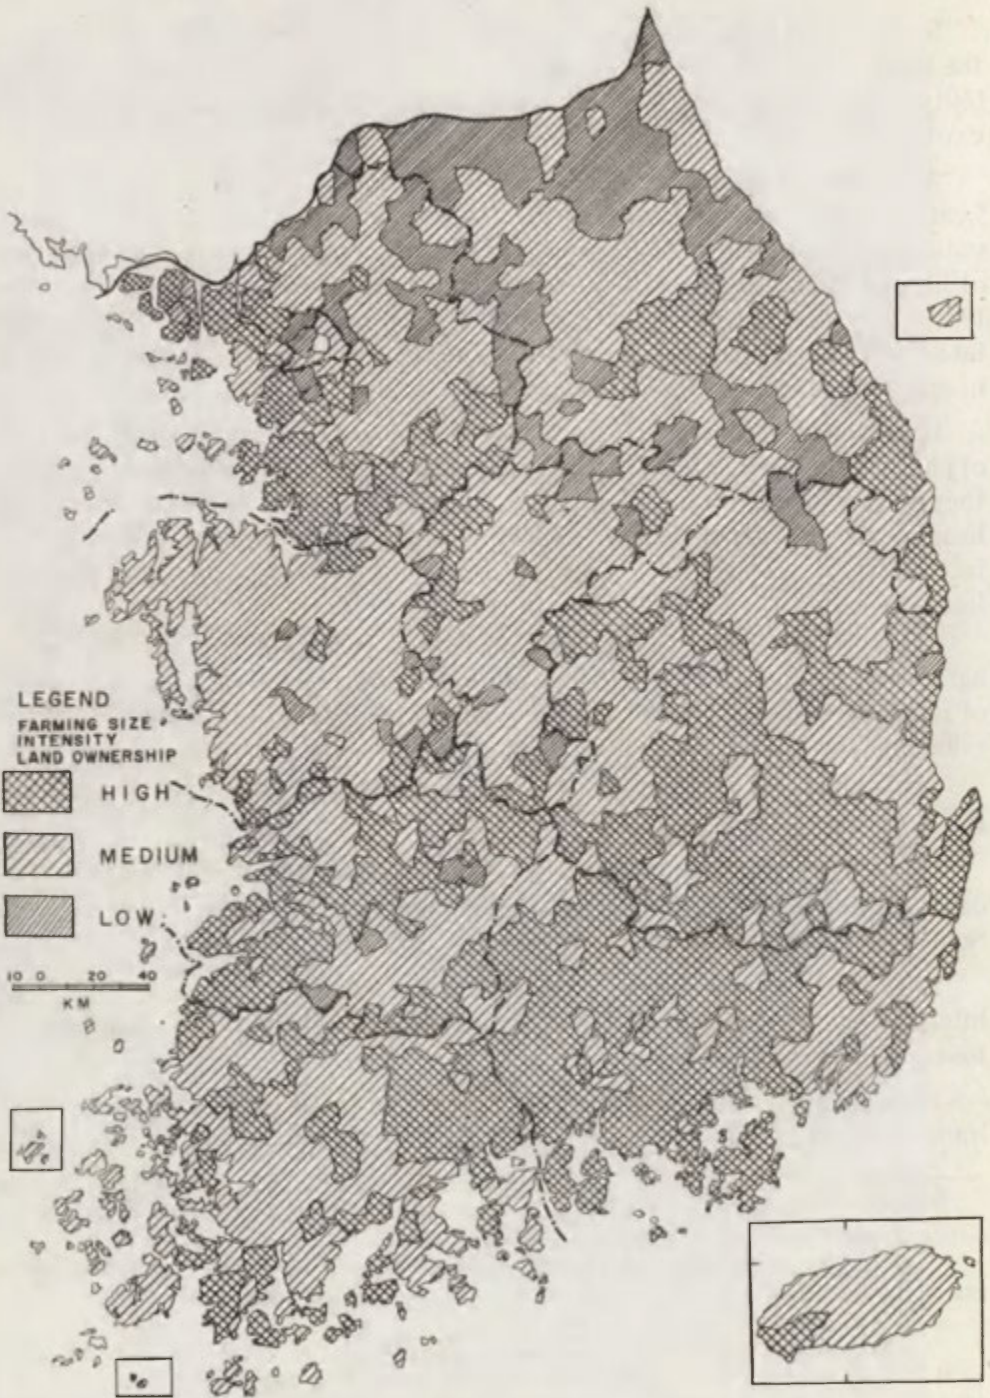 LEGEND
FARMING SIZE
INTENSITY
LAND OWNERSHIP
HIGH
MEDIUM
LOW
10 0 20 40
KM